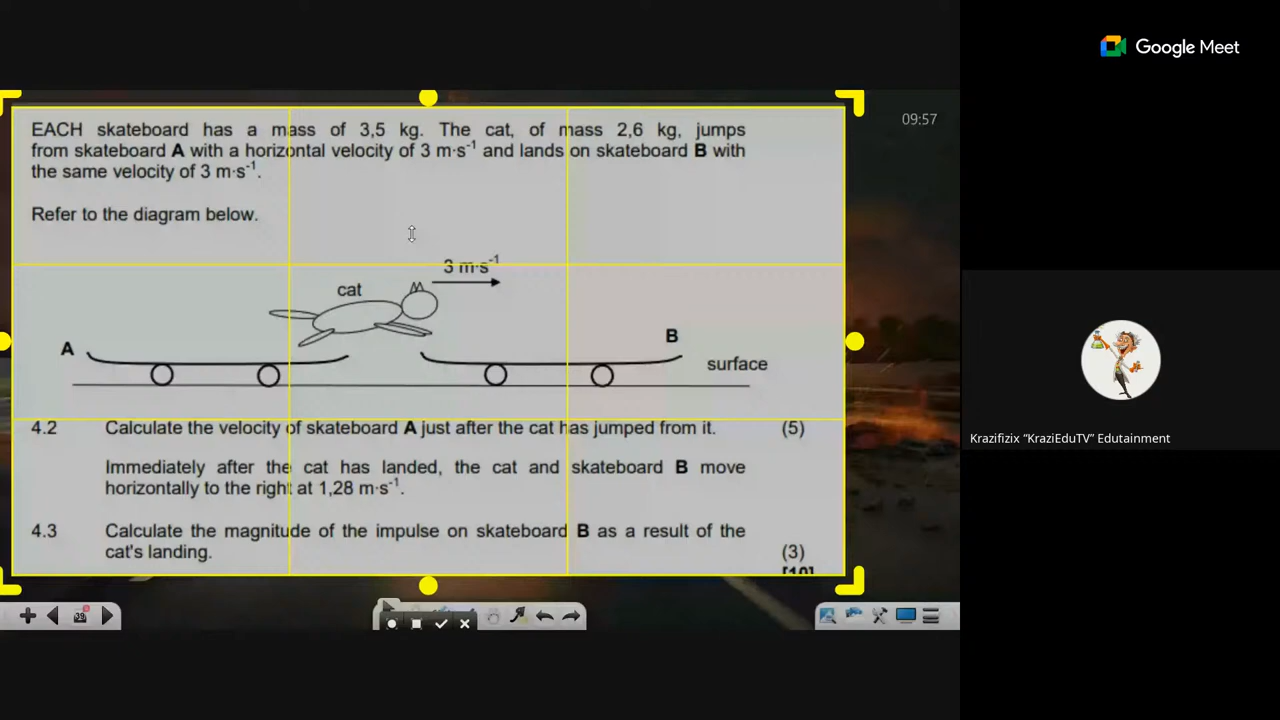 Google Meet
09:57
EACH skateboard has a mass of 3,5 kg. The cat, of mass 2,6 kg, jumps
from skateboard A with a horizontal velocity of 3 m·s⁻¹ and lands on skateboard B with
the same velocity of 3 m·s⁻¹.
Refer to the diagram below.
3 m·s⁻¹
cat
A
B
surface
4.2 Calculate the velocity of skateboard A just after the cat has jumped from it. (5)
Immediately after the cat has landed, the cat and skateboard B move
horizontally to the right at 1,28 m·s⁻¹.
4.3 Calculate the magnitude of the impulse on skateboard B as a result of the
cat's landing. (3)
[10]
39
Krazifizix “KraziEduTV” Edutainment